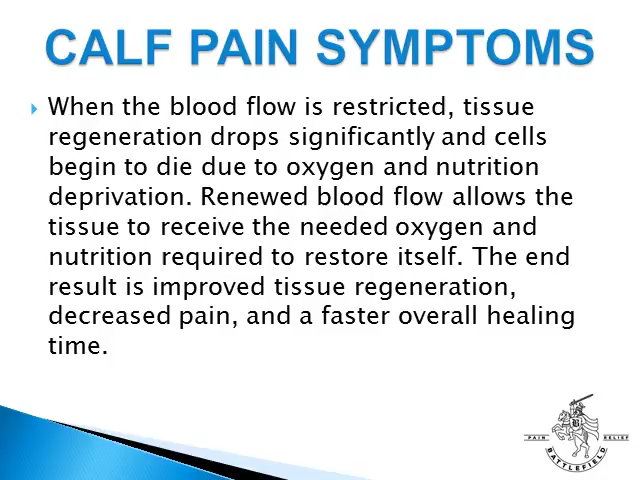 CALF PAIN SYMPTOMS
When the blood flow is restricted, tissue
regeneration drops significantly and cells
begin to die due to oxygen and nutrition
deprivation. Renewed blood flow allows the
tissue to receive the needed oxygen and
nutrition required to restore itself. The end
result is improved tissue regeneration,
decreased pain, and a faster overall healing
time.
B
PAIN RELIEF
BATTLEFIELD